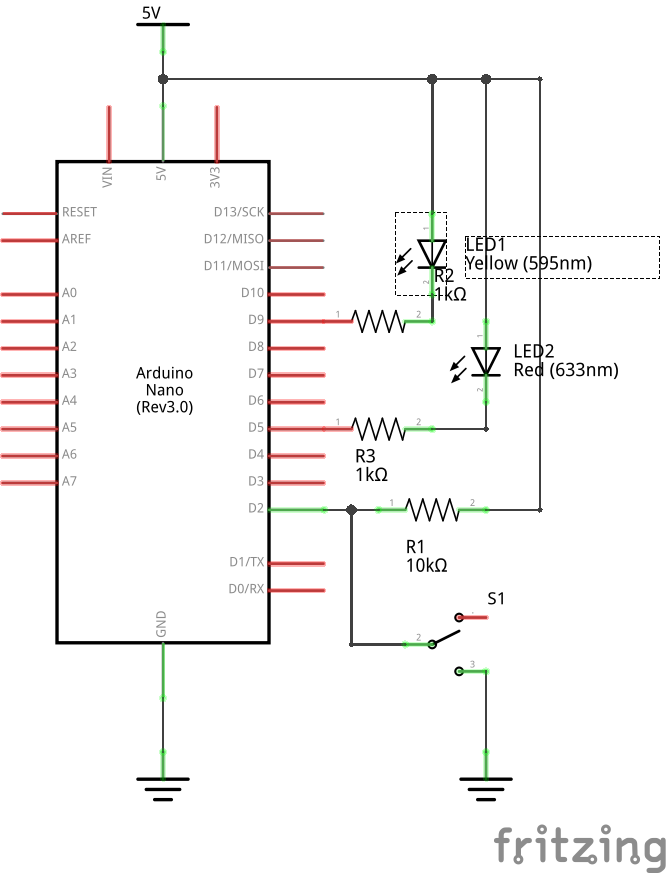 5V
VIN
5V
3V3
RESET
D13/SCK
AREF
D12/MISO
D11/MOSI
LED1
Yellow (595nm)
1
2
R2
1kΩ
A0
D10
A1
D9
1
2
A2
D8
1
2
LED2
Red (633nm)
A3
D7
Arduino
Nano
(Rev3.0)
A4
D6
A5
D5
1
2
A6
D4
R3
1kΩ
A7
D3
D2
1
2
R1
10kΩ
D1/TX
D0/RX
S1
GND
2
3
fritzing